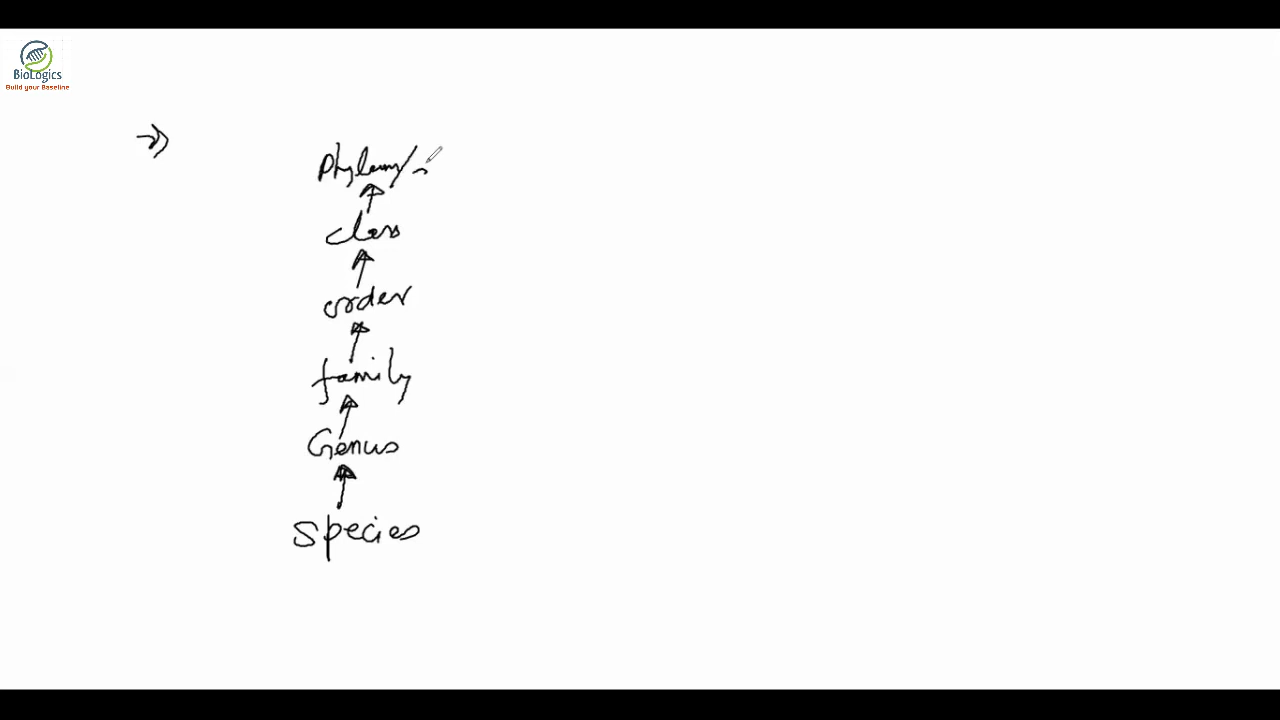 BioLogics
Build your Baseline
Phylum/
class
order
family
Genus
Species